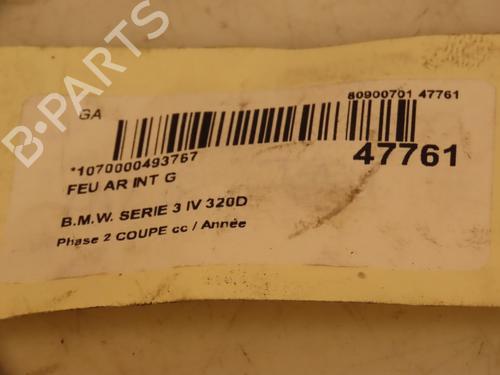 B-PARTS
GA
80900701 47761
*1070000493767
47761
FEU AR INT G
B.M.W. SERIE 3 IV 320D
Phase 2 COUPE cc / Année